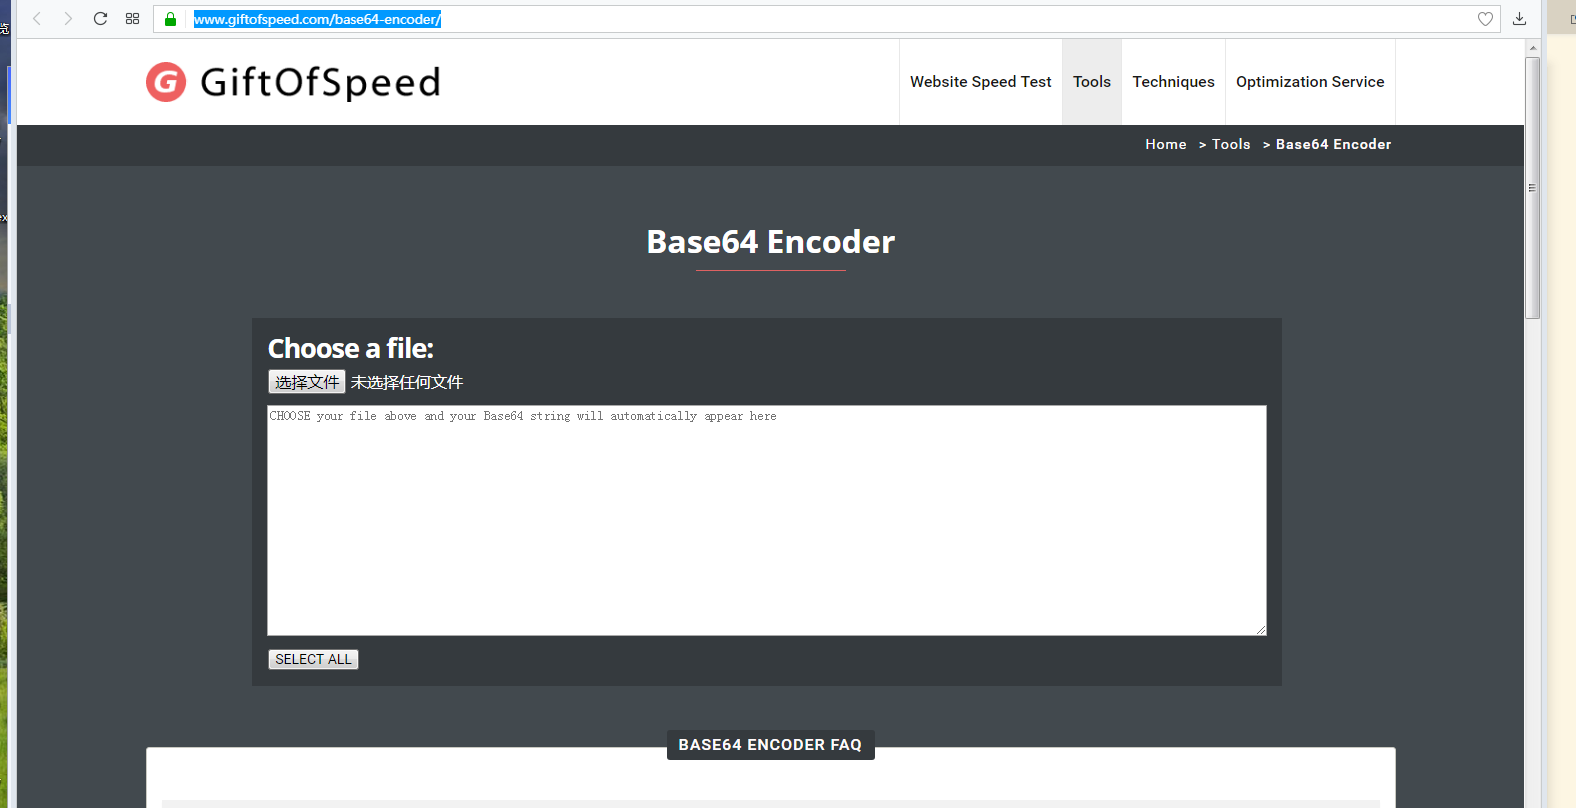 www.giftofspeed.com/base64-encoder/
览
G GiftOfSpeed
Website Speed Test Tools Techniques Optimization Service
Home > Tools > Base64 Encoder
ex
Base64 Encoder
Choose a file:
选择文件 未选择任何文件
CHOOSE your file above and your Base64 string will automatically appear here
SELECT ALL
BASE64 ENCODER FAQ